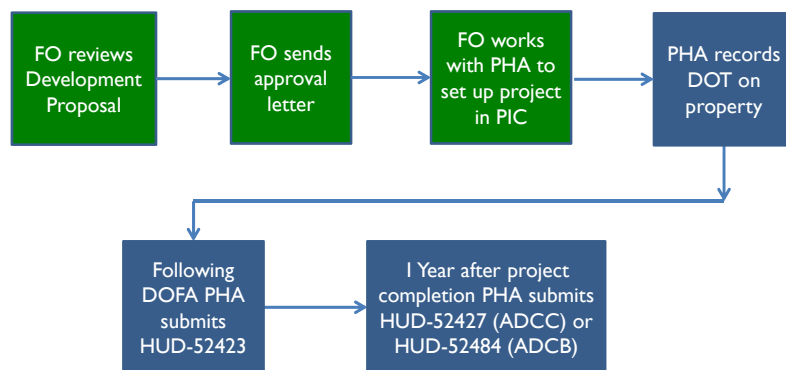 FO reviews
Development
Proposal
FO sends
approval
letter
FO works
with PHA to
set up project
in PIC
PHA records
DOT on
property
Following
DOFA PHA
submits
HUD-52423
1 Year after project
completion PHA submits
HUD-52427 (ADCC) or
HUD-52484 (ADCB)